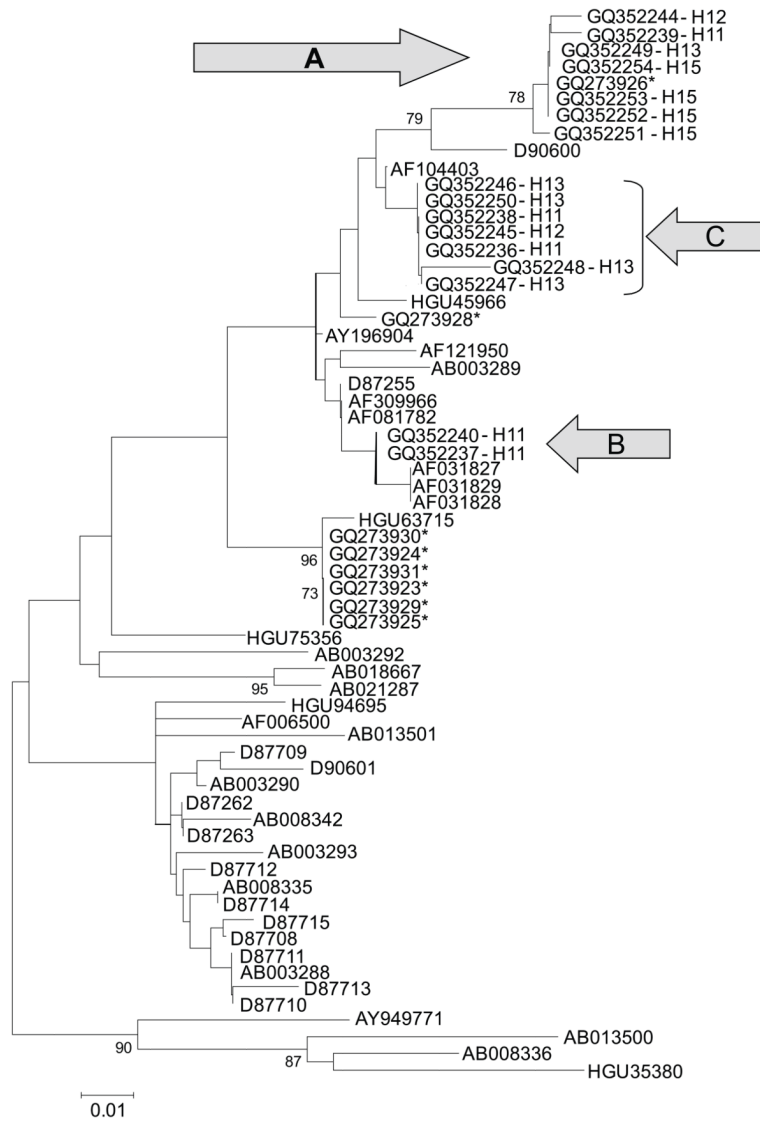 GQ352244 - H12
GQ352239 - H11
A
GQ352249 - H13
GQ352254 - H15
GQ273926*
78
GQ352253 - H15
GQ352252 - H15
79
GQ352251 - H15
D90600
AF104403
GQ352246 - H13
GQ352250 - H13
GQ352238 - H11
GQ352245 - H12
C
GQ352236 - H11
GQ352248 - H13
GQ352247 - H13
HGU45966
GQ273928*
AY196904
AF121950
AB003289
D87255
AF309966
AF081782
GQ352240 - H11
B
GQ352237 - H11
AF031827
AF031829
AF031828
HGU63715
GQ273930*
GQ273924*
96
GQ273931*
GQ273923*
73
GQ273929*
GQ273925*
HGU75356
AB003292
AB018667
95
AB021287
HGU94695
AF006500
AB013501
D87709
D90601
AB003290
D87262
AB008342
D87263
AB003293
D87712
AB008335
D87714
D87715
D87708
D87711
AB003288
D87713
D87710
AY949771
90
AB013500
AB008336
87
HGU35380
0.01